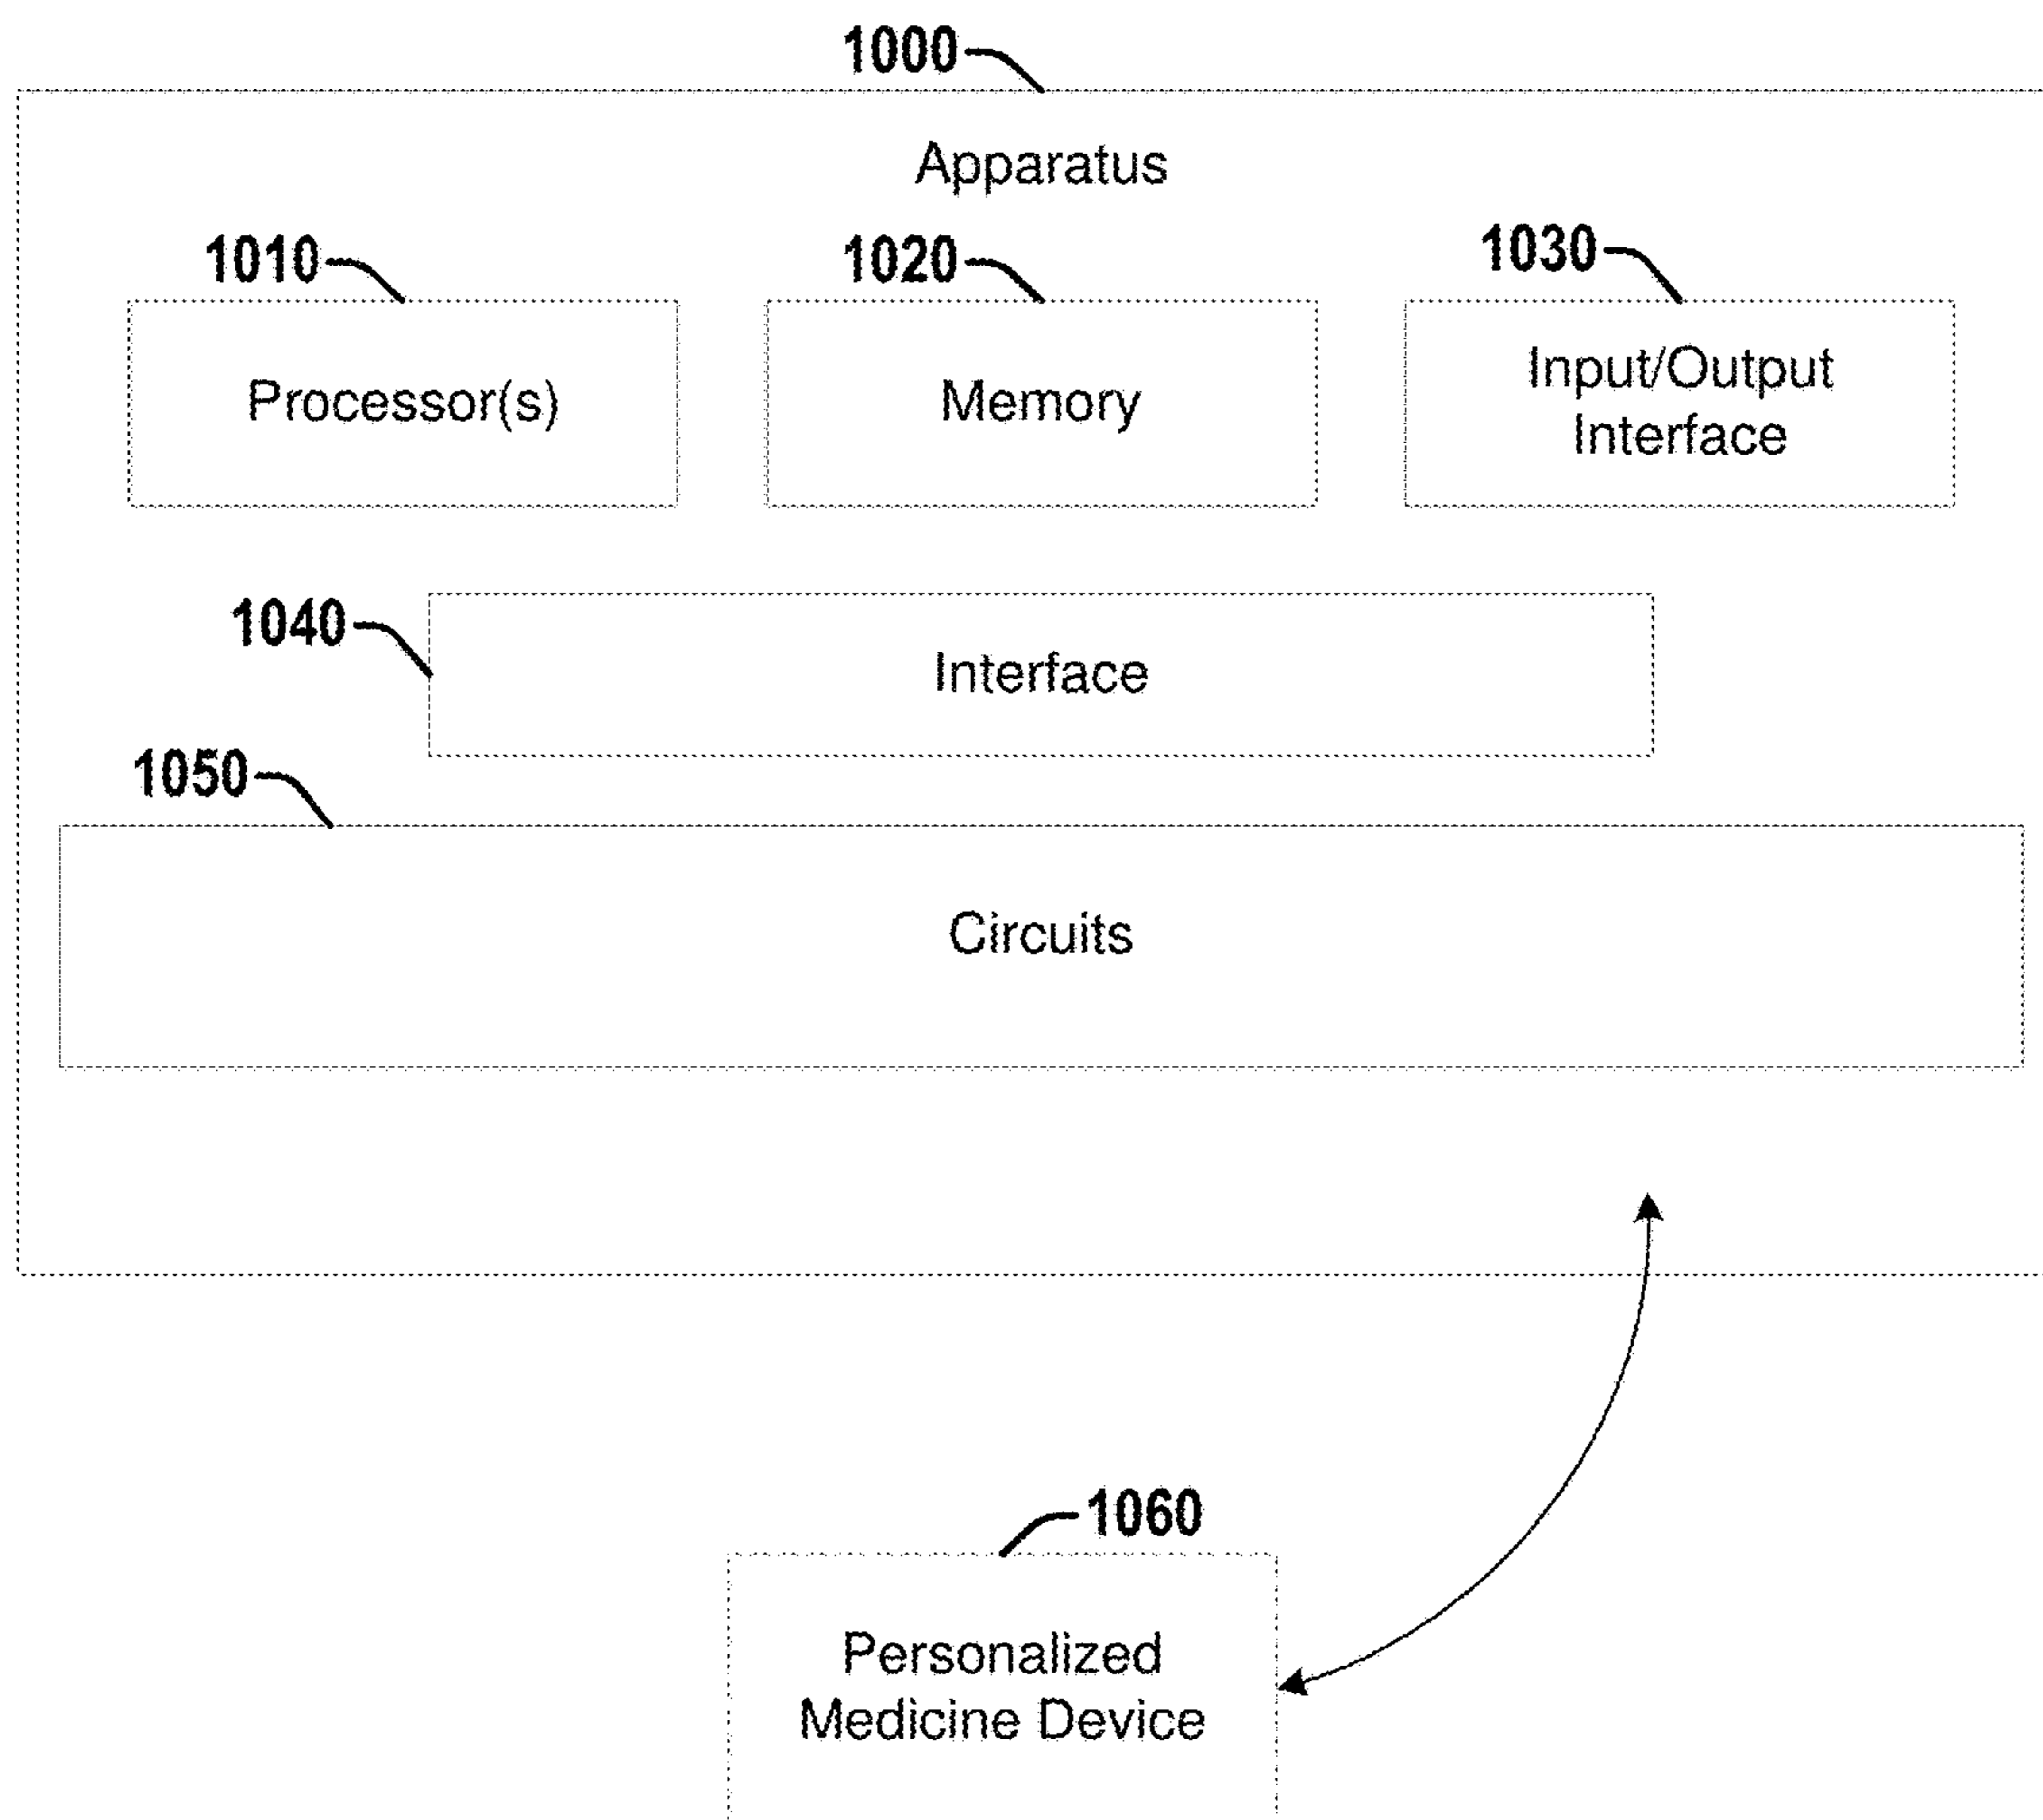 1000
Apparatus
1010
1020
1030
Processor(s)
Memory
Input/Output
Interface
1040
Interface
1050
Circuits
1060
Personalized
Medicine Device